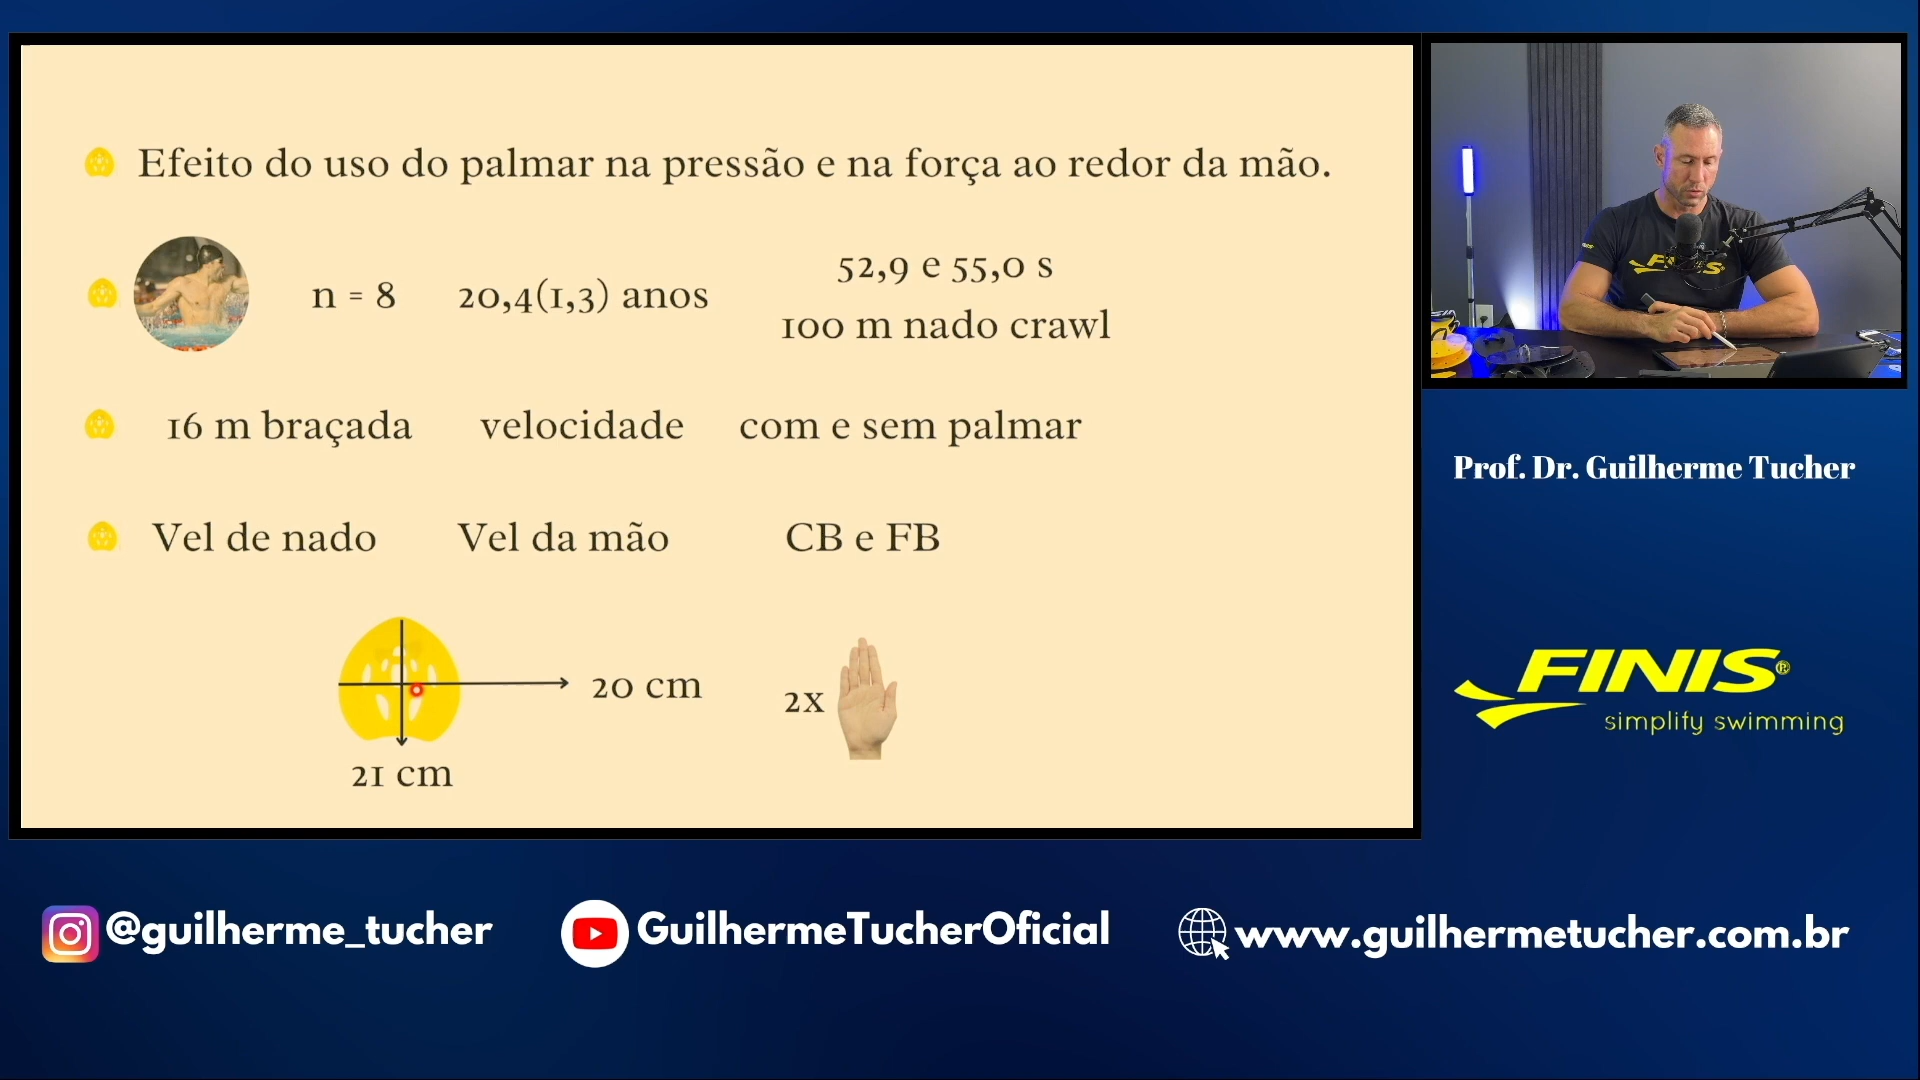 Efeito do uso do palmar na pressão e na força ao redor da mão.
n = 8
20,4(1,3) anos
52,9 e 55,0 s
100 m nado crawl
16 m braçada
velocidade
com e sem palmar
Vel de nado
Vel da mão
CB e FB
20 cm
2x
21 cm
FINIS
Prof. Dr. Guilherme Tucher
FINIS®
simplify swimming
@guilherme_tucher
GuilhermeTucherOficial
www.guilhermetucher.com.br